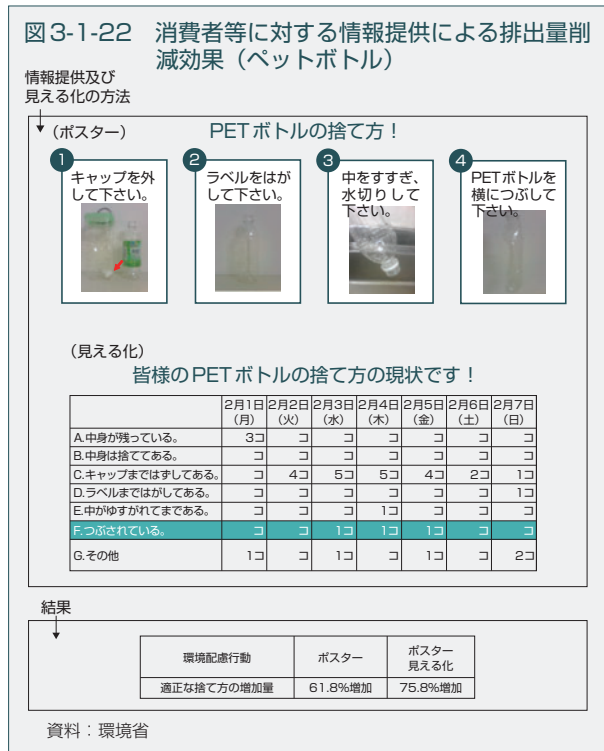 図3-1-22 消費者等に対する情報提供による排出量削
減効果（ペットボトル）
情報提供及び
見える化の方法
（ポスター） PETボトルの捨て方！
1
キャップを外
して下さい。
2
ラベルをはが
して下さい。
3
中をすすぎ、
水切りして
下さい。
4
PETボトルを
横につぶして
下さい。
（見える化）
皆様のPETボトルの捨て方の現状です！
2月1日 2月2日 2月3日 2月4日 2月5日 2月6日 2月7日
（月） （火） （水） （木） （金） （土） （日）
A.中身が残っている。 3コ コ コ コ コ コ コ
B.中身は捨ててある。 コ コ コ コ コ コ コ
C.キャップまではずしてある。 コ 4コ 5コ 5コ 4コ 2コ 1コ
D.ラベルまではがしてある。 コ コ コ コ コ コ 1コ
E.中がゆすがれてまである。 コ コ コ 1コ コ コ コ
F.つぶされている。 コ コ 1コ 1コ 1コ コ コ
G.その他 1コ コ 1コ コ 1コ コ 2コ
結果
環境配慮行動 ポスター ポスター
見える化
適正な捨て方の増加量 61.8%増加 75.8%増加
資料：環境省